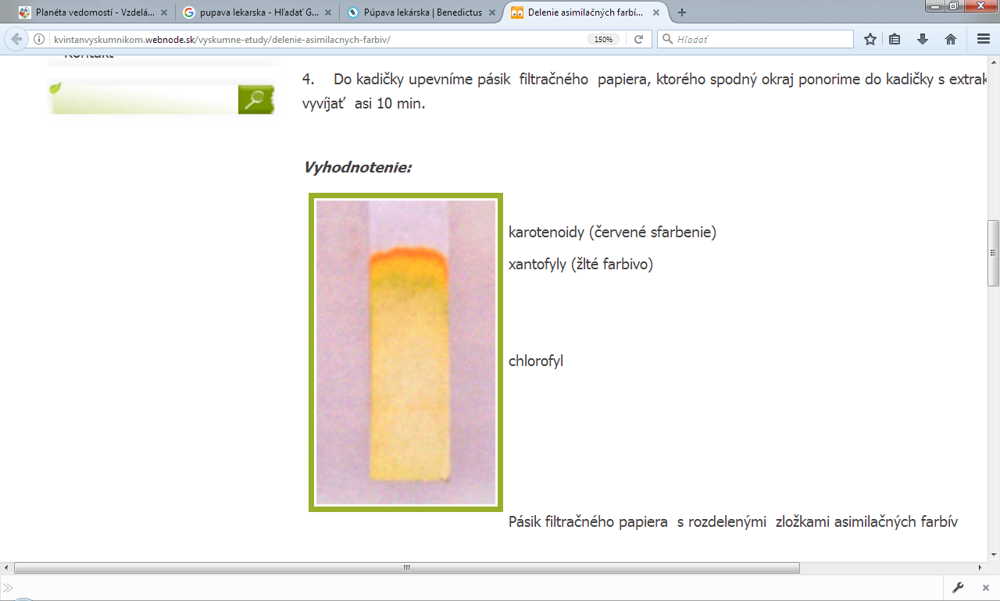 Planéta vedomostí - Vzdelá...
pupava lekarska - Hľadať G...
Púpava lekárska | Benedictus
Delenie asimilačných farbí...
kvintanvyskumnikom.webnode.sk/vyskumne-etudy/delenie-asimilacnych-farbiv/
150%
Hľadať
Kontakt
4. Do kadičky upevníme pásik filtračného papiera, ktorého spodný okraj ponorime do kadičky s extrak
vyvíjať asi 10 min.
Vyhodnotenie:
karotenoidy (červené sfarbenie)
xantofyly (žlté farbivo)
chlorofyl
Pásik filtračného papiera s rozdelenými zložkami asimilačných farbív